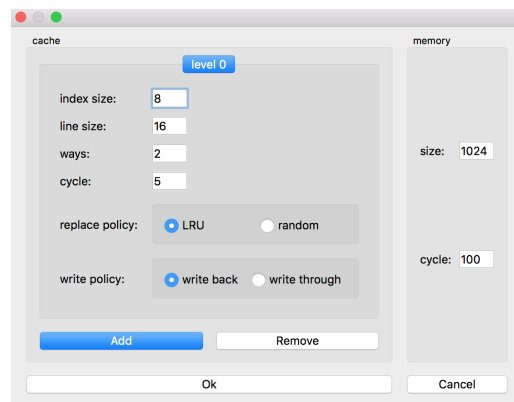 cache
level 0
index size: 8
line size: 16
ways: 2
cycle: 5
replace policy: LRU random
write policy: write back write through
Add Remove
memory
size: 1024
cycle: 100
Ok Cancel